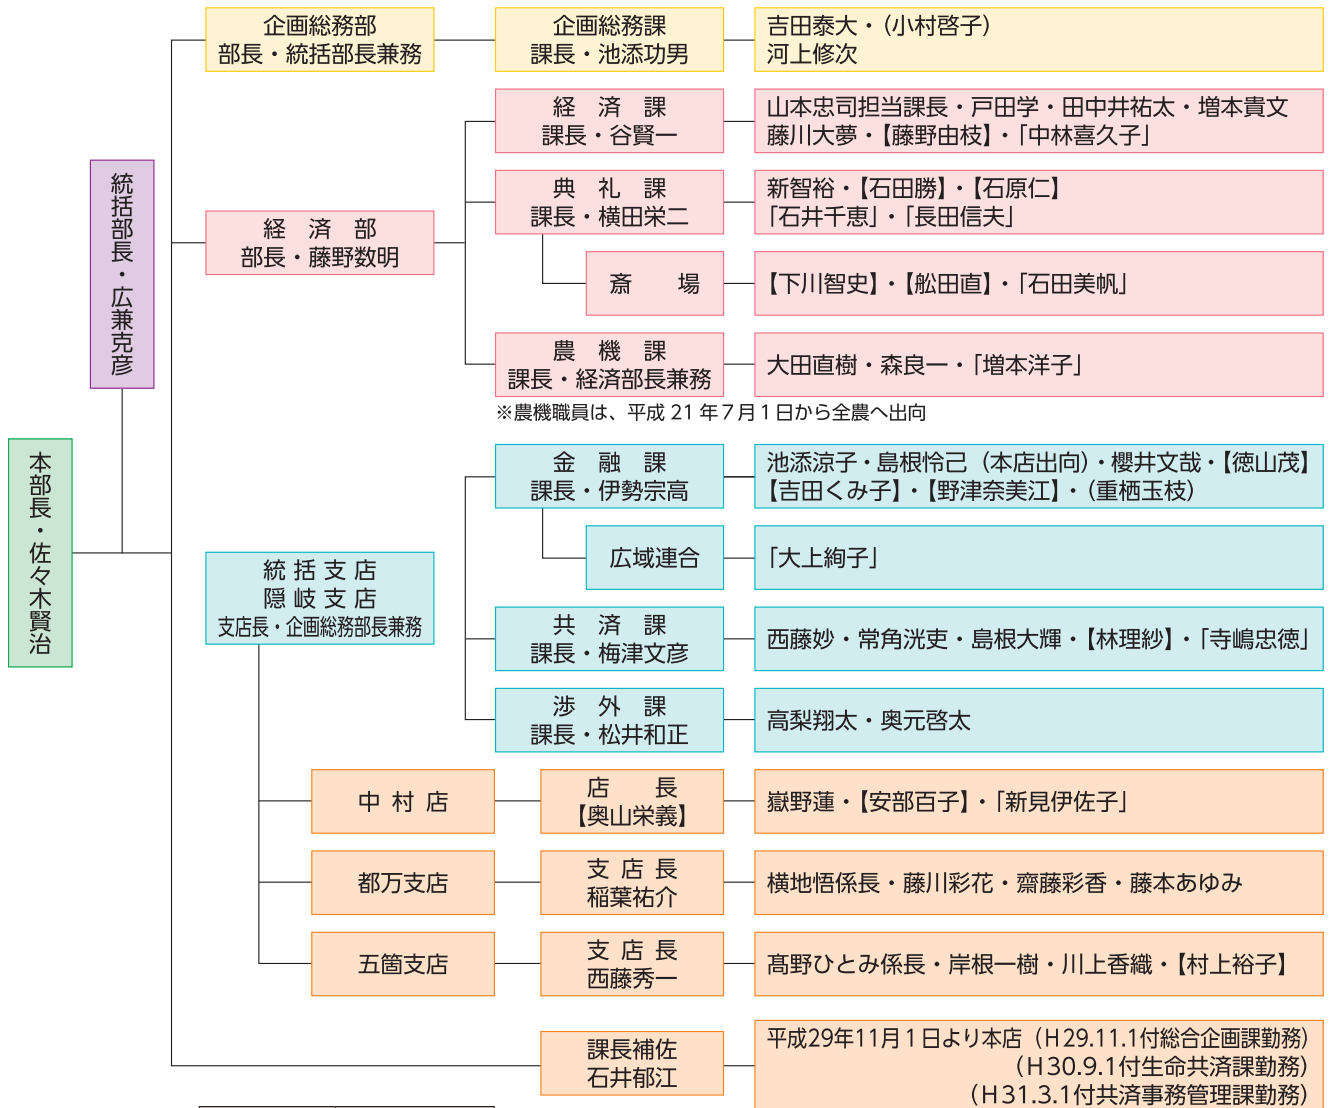 本部長・佐々木賢治
統括部長・広兼克彦
企画総務部
部長・統括部長兼務
企画総務課
課長・池添功男
吉田泰大・（小村啓子）
河上修次
経　済　部
部長・藤野数明
経　済　課
課長・谷賢一
山本忠司担当課長・戸田学・田中井祐太・増本貴文
藤川大夢・【藤野由枝】・「中林喜久子」
典　礼　課
課長・横田栄二
新智裕・【石田勝】・【石原仁】
「石井千恵」・「長田信夫」
斎　　場
【下川智史】・【舩田直】・「石田美帆」
農　機　課
課長・経済部長兼務
大田直樹・森良一・「増本洋子」
※農機職員は、平成 21 年７月１日から全農へ出向
統 括 支 店
隠 岐 支 店
支店長・企画総務部長兼務
金　融　課
課長・伊勢宗高
池添涼子・島根怜己（本店出向）・櫻井文哉・【徳山茂】
【吉田くみ子】・【野津奈美江】・（重栖玉枝）
広域連合
「大上絢子」
共　済　課
課長・梅津文彦
西藤妙・常角洸吏・島根大輝・【林理紗】・「寺嶋忠徳」
渉　外　課
課長・松井和正
高梨翔太・奥元啓太
中 村 店
店　　長
【奥山栄義】
嶽野蓮・【安部百子】・「新見伊佐子」
都万支店
支 店 長
稲葉祐介
横地悟係長・藤川彩花・齋藤彩香・藤本あゆみ
五箇支店
支 店 長
西藤秀一
髙野ひとみ係長・岸根一樹・川上香織・【村上裕子】
課長補佐
石井郁江
平成29年11月１日より本店（Ｈ29.11.1付総合企画課勤務）
（Ｈ30.9.1付生命共済課勤務）
（Ｈ31.3.1付共済事務管理課勤務）